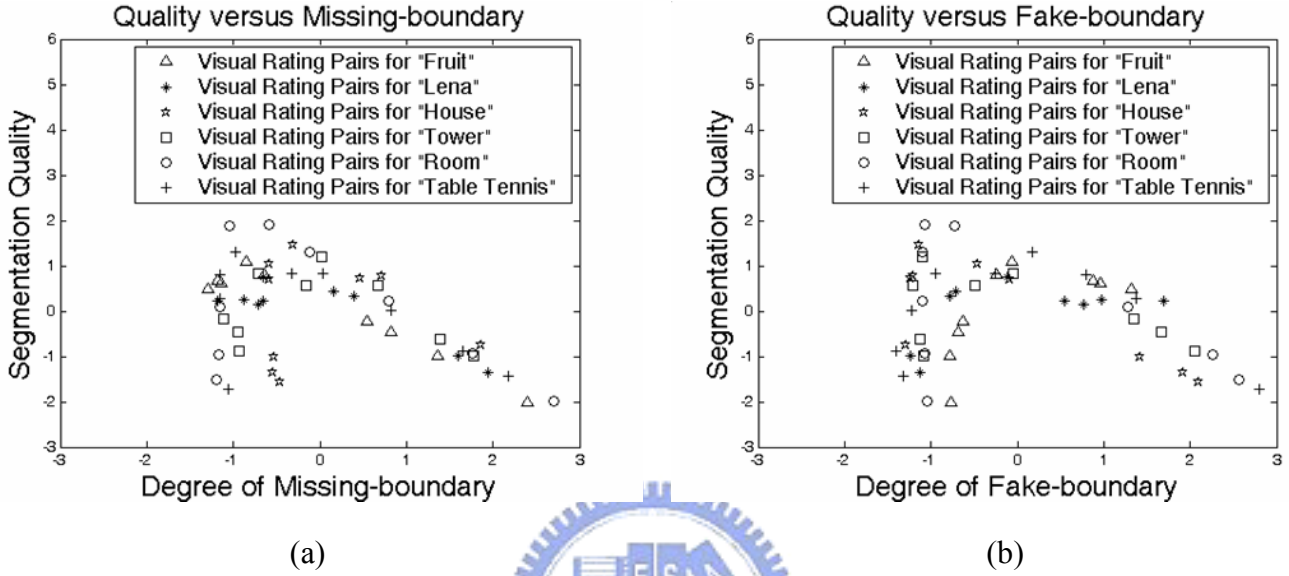 Quality versus Missing-boundary
6
5
4
3
2
1
0
-1
-2
-3
-3
-2
-1
0
1
2
3
Segmentation Quality
Degree of Missing-boundary
Visual Rating Pairs for "Fruit"
Visual Rating Pairs for "Lena"
Visual Rating Pairs for "House"
Visual Rating Pairs for "Tower"
Visual Rating Pairs for "Room"
Visual Rating Pairs for "Table Tennis"
(a)
Quality versus Fake-boundary
6
5
4
3
2
1
0
-1
-2
-3
-3
-2
-1
0
1
2
3
Segmentation Quality
Degree of Fake-boundary
Visual Rating Pairs for "Fruit"
Visual Rating Pairs for "Lena"
Visual Rating Pairs for "House"
Visual Rating Pairs for "Tower"
Visual Rating Pairs for "Room"
Visual Rating Pairs for "Table Tennis"
(b)